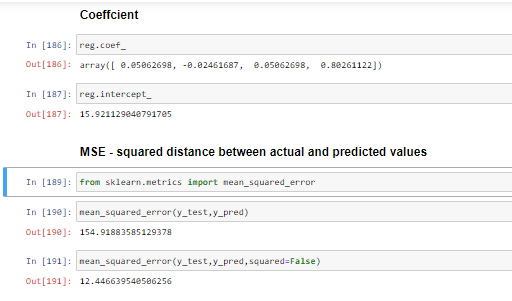 Coeffcient
In [186]: reg.coef_
Out[186]: array([ 0.05062698, -0.02461687,  0.05062698,  0.80261122])
In [187]: reg.intercept_
Out[187]: 15.921129040791705
MSE - squared distance between actual and predicted values
In [189]: from sklearn.metrics import mean_squared_error
In [190]: mean_squared_error(y_test,y_pred)
Out[190]: 154.91883585129378
In [191]: mean_squared_error(y_test,y_pred,squared=False)
Out[191]: 12.446639540506256